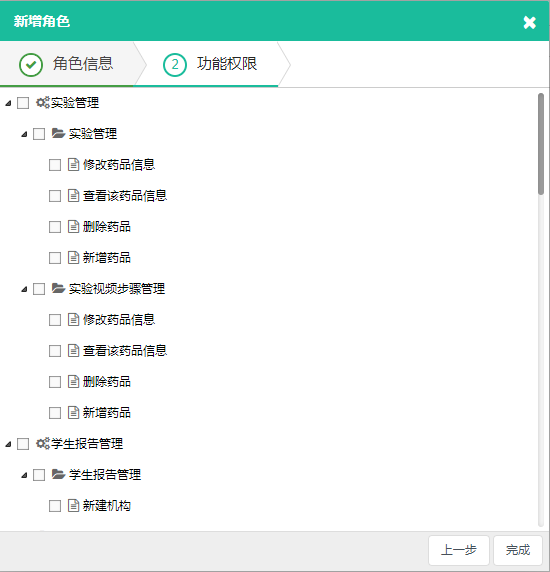 新增角色
角色信息
2 功能权限
实验管理
实验管理
修改药品信息
查看该药品信息
删除药品
新增药品
实验视频步骤管理
修改药品信息
查看该药品信息
删除药品
新增药品
学生报告管理
学生报告管理
新建机构
上一步 完成